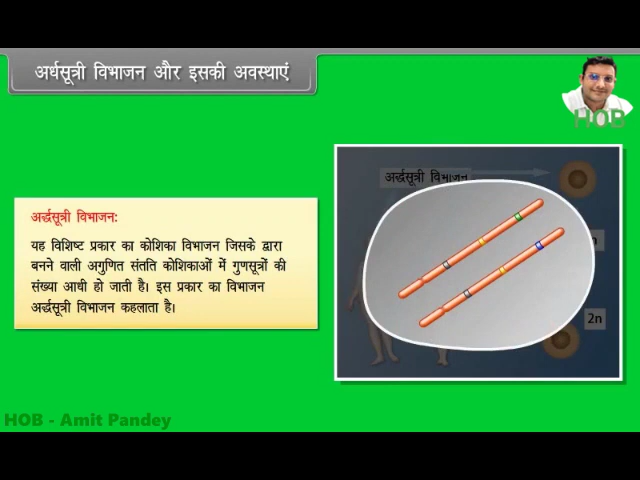 अर्धसूत्री विभाजन और इसकी अवस्थाएं
HOB
अर्द्धसूत्री विभाजन:
यह विशिष्ट प्रकार का कोशिका विभाजन जिसके द्वारा
बनने वाली अगुणित संतति कोशिकाओं में गुणसूत्रों की
संख्या आधी हो जाती है। इस प्रकार का विभाजन
अर्द्धसूत्री विभाजन कहलाता है।
अर्द्धसूत्री विभाजन
n
2n
HOB - Amit Pandey